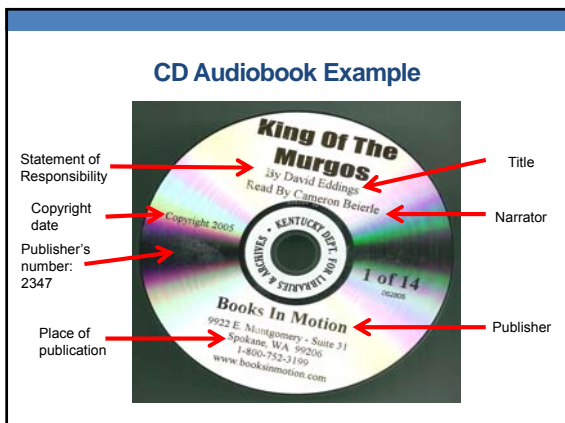 CD Audiobook Example
King Of The
Murgos
By David Eddings
Read By Cameron Beierle
Copyright 2005
KENTUCKY DEPT. FOR LIBRARIES & ARCHIVES •
1 of 14
062805
Books In Motion
9922 E. Montgomery - Suite 31
Spokane, WA 99206
1-800-752-3199
www.booksinmotion.com
Statement of
Responsibility
Copyright
date
Publisher's
number:
2347
Place of
publication
Title
Narrator
Publisher